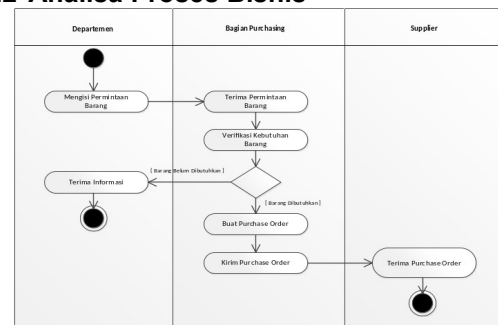 Analisa Proses Bisnis
Departemen
Bagian Purchasing
Supplier
Mengisi Permintaan
Barang
Terima Permintaan
Barang
Verifikasi Kebutuhan
Barang
[ Barang Belum Dibutuhkan ]
Terima Informasi
[ Barang Dibutuhkan ]
Buat Purchase Order
Kirim Purchase Order
Terima Purchase Order